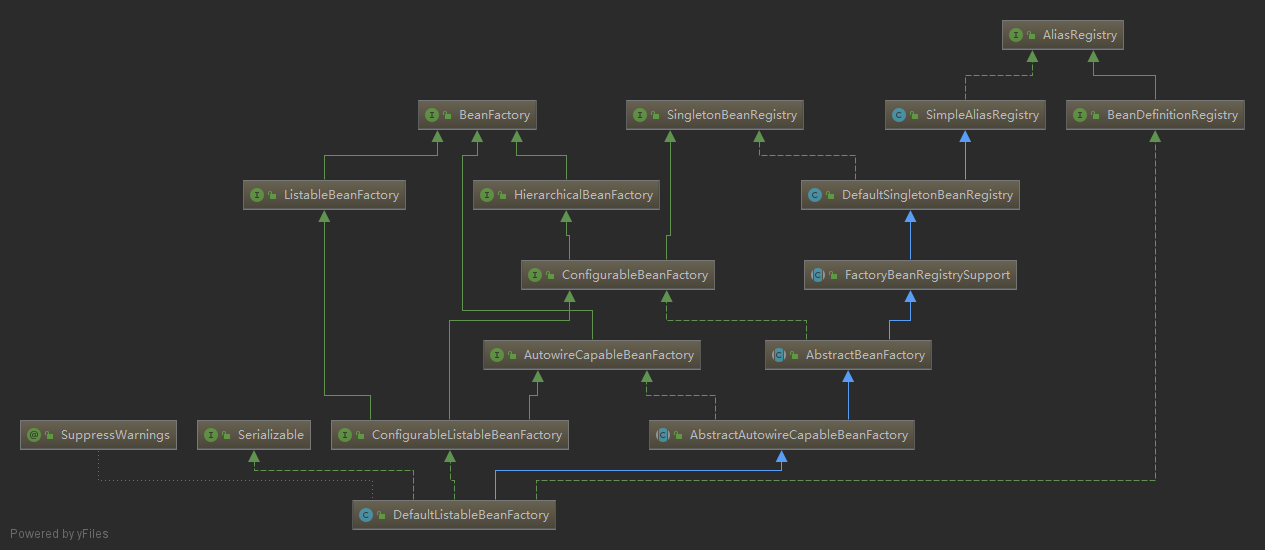 AliasRegistry
BeanFactory
SingletonBeanRegistry
SimpleAliasRegistry
BeanDefinitionRegistry
ListableBeanFactory
HierarchicalBeanFactory
DefaultSingletonBeanRegistry
ConfigurableBeanFactory
FactoryBeanRegistrySupport
AutowireCapableBeanFactory
AbstractBeanFactory
SuppressWarnings
Serializable
ConfigurableListableBeanFactory
AbstractAutowireCapableBeanFactory
DefaultListableBeanFactory
Powered by yFiles